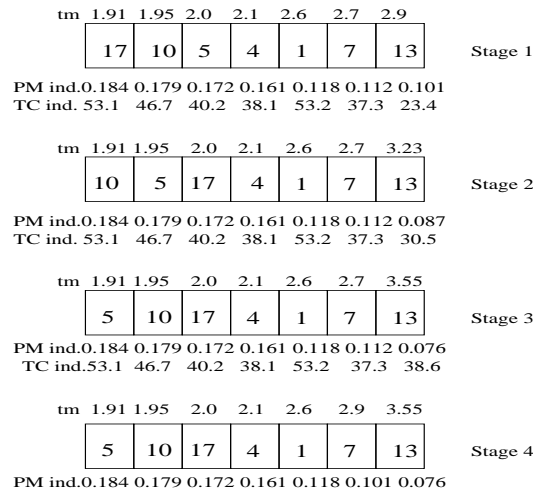 tm 1.91 1.95 2.0 2.1 2.6 2.7 2.9
17 10 5 4 1 7 13 Stage 1
PM ind.0.184 0.179 0.172 0.161 0.118 0.112 0.101
TC ind. 53.1 46.7 40.2 38.1 53.2 37.3 23.4
tm 1.91 1.95 2.0 2.1 2.6 2.7 3.23
10 5 17 4 1 7 13 Stage 2
PM ind.0.184 0.179 0.172 0.161 0.118 0.112 0.087
TC ind. 53.1 46.7 40.2 38.1 53.2 37.3 30.5
tm 1.91 1.95 2.0 2.1 2.6 2.7 3.55
5 10 17 4 1 7 13 Stage 3
PM ind.0.184 0.179 0.172 0.161 0.118 0.112 0.076
TC ind.53.1 46.7 40.2 38.1 53.2 37.3 38.6
tm 1.91 1.95 2.0 2.1 2.6 2.9 3.55
5 10 17 4 1 7 13 Stage 4
PM ind.0.184 0.179 0.172 0.161 0.118 0.101 0.076